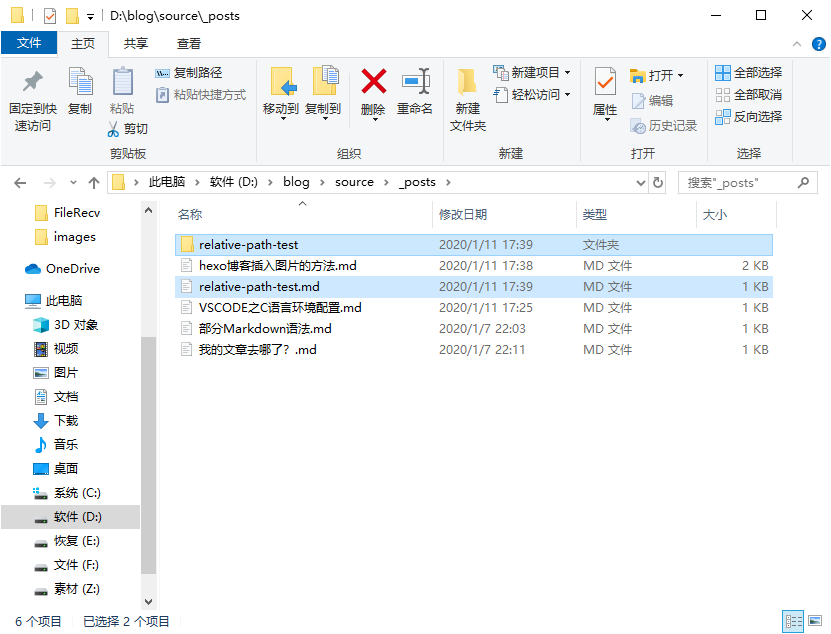 D:\blog\source\_posts
文件 主页 共享 查看
固定到快速访问
复制
粘贴
复制路径
粘贴快捷方式
剪切
剪贴板
移动到 复制到 删除 重命名
组织
新建文件夹
新建项目
轻松访问
新建
属性
打开
编辑
历史记录
打开
全部选择
全部取消
反向选择
选择
此电脑 › 软件 (D:) › blog › source › _posts ›
搜索"_posts"
名称 修改日期 类型 大小
relative-path-test 2020/1/11 17:39 文件夹
hexo博客插入图片的方法.md 2020/1/11 17:38 MD 文件 2 KB
relative-path-test.md 2020/1/11 17:39 MD 文件 1 KB
VSCODE之C语言环境配置.md 2020/1/11 17:25 MD 文件 1 KB
部分Markdown语法.md 2020/1/7 22:03 MD 文件 1 KB
我的文章去哪了？.md 2020/1/7 22:11 MD 文件 1 KB
FileRecv
images
OneDrive
此电脑
3D 对象
视频
图片
文档
下载
音乐
桌面
系统 (C:)
软件 (D:)
恢复 (E:)
文件 (F:)
素材 (Z:)
6 个项目 已选择 2 个项目